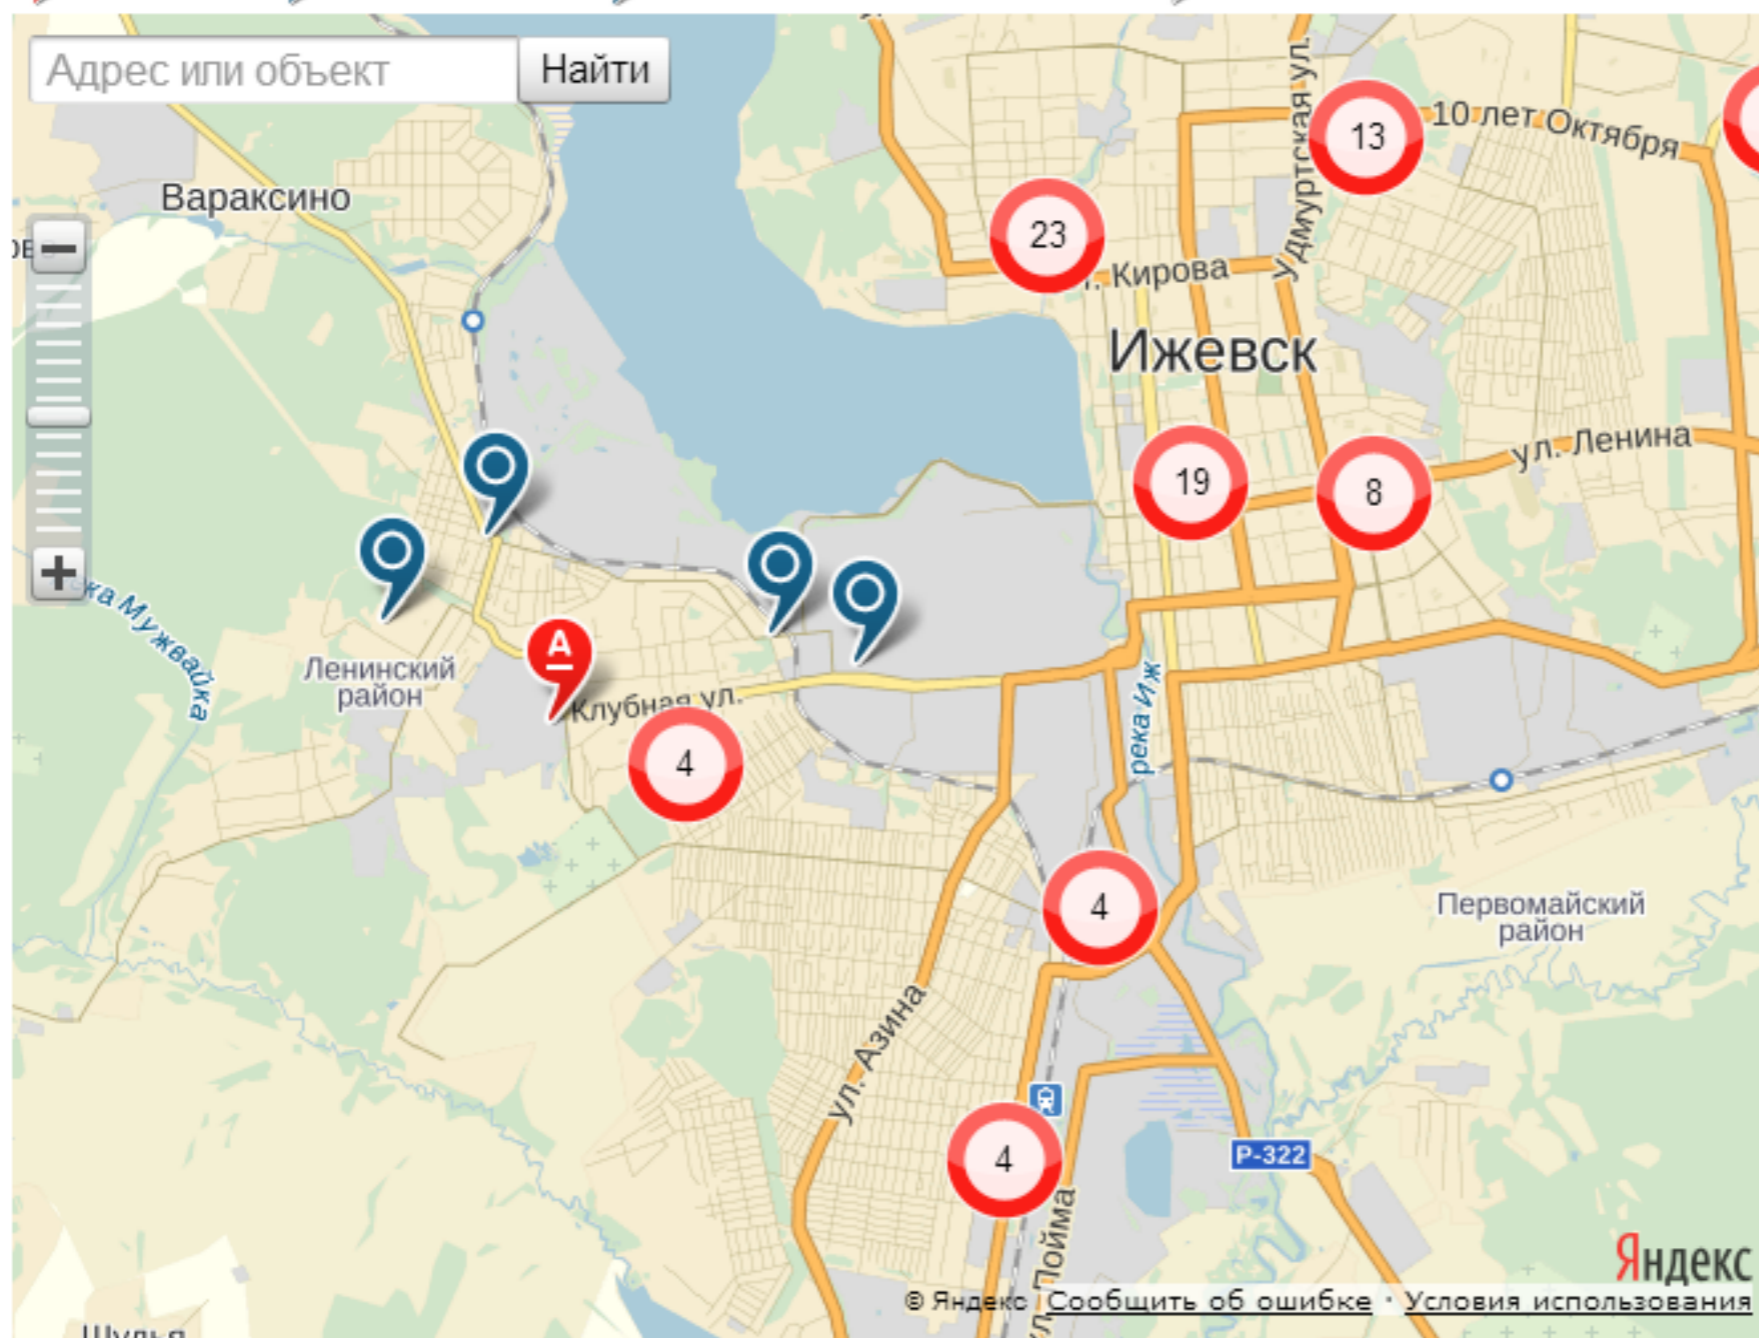 Адрес или объект
Найти
10 лет Октября
13
Удмуртская ул.
Вараксино
23
Кирова
Ижевск
ул. Ленина
19
8
Мужвайка
Ленинский
район
А
Клубная ул.
4
река Иж
4
Первомайский
район
ул. Азина
4
Р-322
ул. Пойма
Яндекс
© Яндекс Сообщить об ошибке · Условия использования